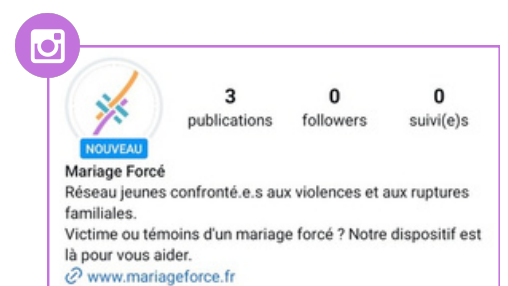 3
0
0
publications
followers
suivi(e)s
NOUVEAU
Mariage Forcé
Réseau jeunes confronté.e.s aux violences et aux ruptures
familiales.
Victime ou témoins d'un mariage forcé ? Notre dispositif est
là pour vous aider.
www.mariageforce.fr